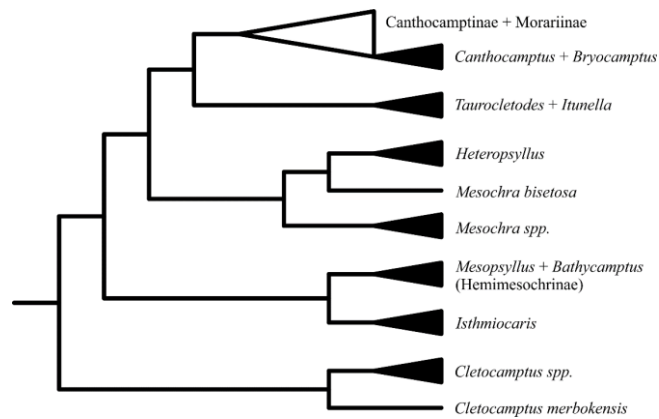 Canthocamptinae + Morariinae
Canthocamptus + Bryocamptus
Taurocletodes + Itunella
Heteropsyllus
Mesochra bisetosa
Mesochra spp.
Mesopsyllus + Bathycamptus
(Hemimesochrinae)
Isthmiocaris
Cletocamptus spp.
Cletocamptus merbokensis